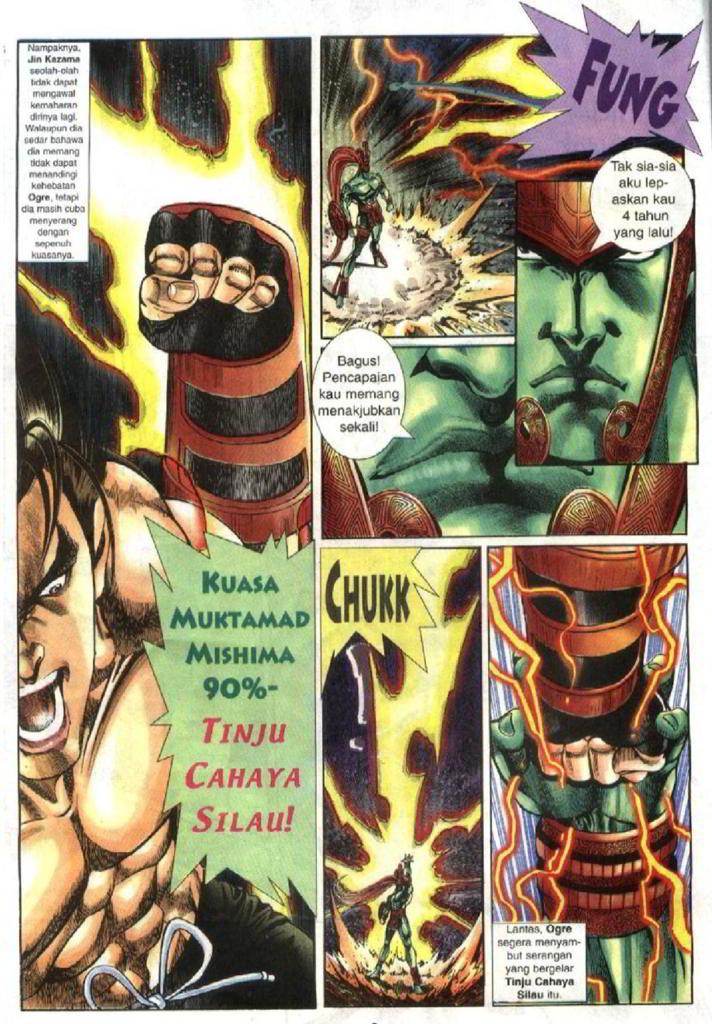 Nampaknya,
Jin Kazama
seolah-olah
tidak dapat
mengawal
kemaharan
dirinya lagi.
Walaupun dia
sedar bahawa
dia memang
tidak dapat
menandingi
kehebatan
Ogre, tetapi
dia masih cuba
menyerang
dengan
sepenuh
kuasanya.
FUNG
Tak sia-sia
aku lep-
askan kau
4 tahun
yang lalu!
Bagus!
Pencapaian
kau memang
menakjubkan
sekali!
KUASA
MUKTAMAD
MISHIMA
90%-
TINJU
CAHAYA
SILAU!
CHUKK
Lantas, Ogre
segera menyam-
but serangan
yang bergelar
Tinju Cahaya
Silau itu.